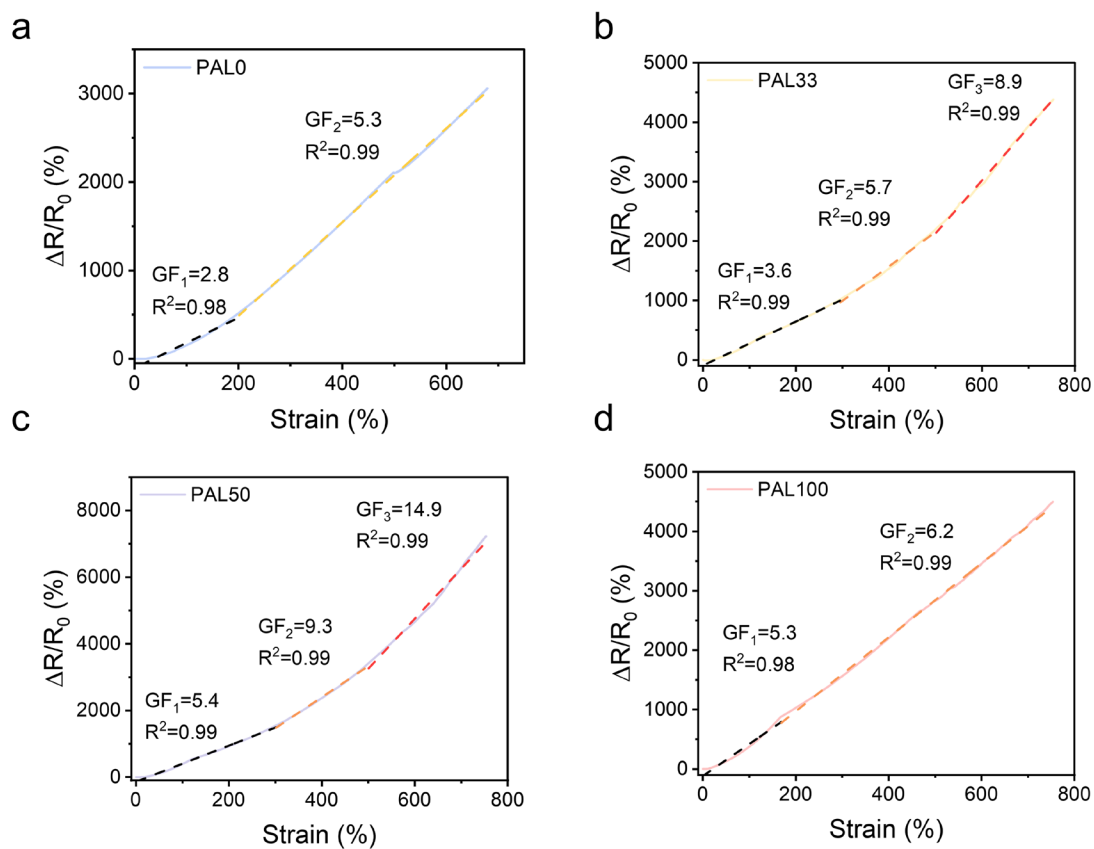 a
PAL0
GF₂=5.3
R²=0.99
GF₁=2.8
R²=0.98
ΔR/R₀ (%)
3000
2000
1000
0
0 200 400 600
Strain (%)
b
PAL33
GF₃=8.9
R²=0.99
GF₂=5.7
R²=0.99
GF₁=3.6
R²=0.99
ΔR/R₀ (%)
5000
4000
3000
2000
1000
0
0 200 400 600 800
Strain (%)
c
PAL50
GF₃=14.9
R²=0.99
GF₂=9.3
R²=0.99
GF₁=5.4
R²=0.99
ΔR/R₀ (%)
8000
6000
4000
2000
0
0 200 400 600 800
Strain (%)
d
PAL100
GF₂=6.2
R²=0.99
GF₁=5.3
R²=0.98
ΔR/R₀ (%)
5000
4000
3000
2000
1000
0
0 200 400 600 800
Strain (%)